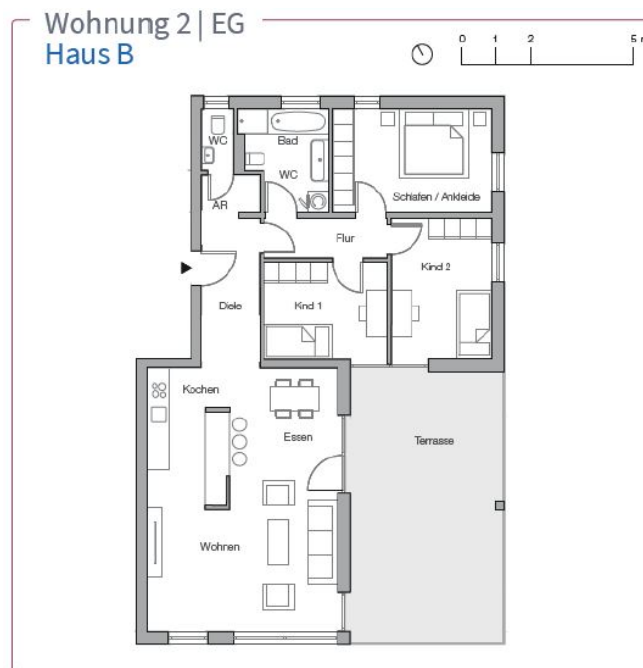 Wohnung 2 | EG
Haus B
0 1 2 5
WC
Bad
WC
AR
Schlafen / Ankleide
Flur
Kind 2
Diele
Kind 1
Kochen
Essen
Terrasse
Wohnen